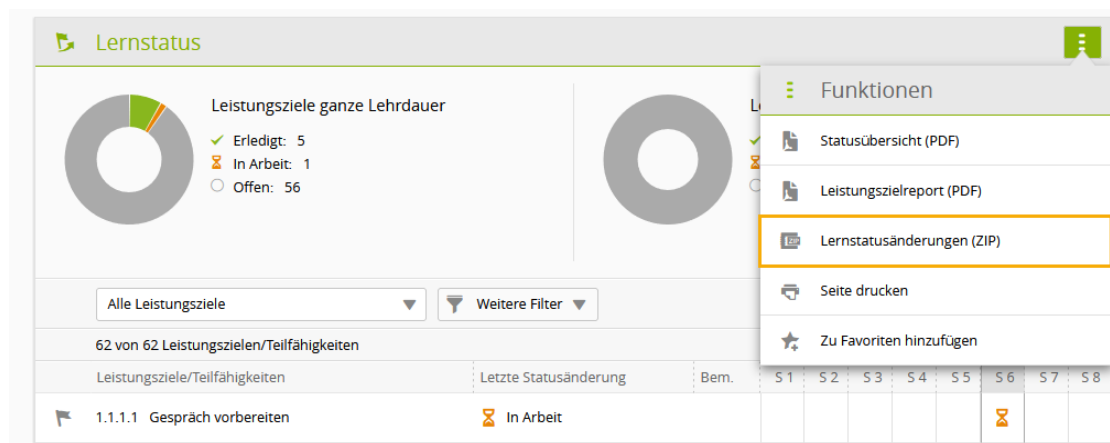 Lernstatus
Leistungsziele ganze Lehrdauer
Erledigt: 5
In Arbeit: 1
Offen: 56
Funktionen
Statusübersicht (PDF)
Leistungszielreport (PDF)
Lernstatusänderungen (ZIP)
Seite drucken
Zu Favoriten hinzufügen
Alle Leistungsziele
Weitere Filter
62 von 62 Leistungszielen/Teilfähigkeiten
Leistungsziele/Teilfähigkeiten Letzte Statusänderung Bem. S 1 S 2 S 3 S 4 S 5 S 6 S 7 S 8
1.1.1.1 Gespräch vorbereiten In Arbeit